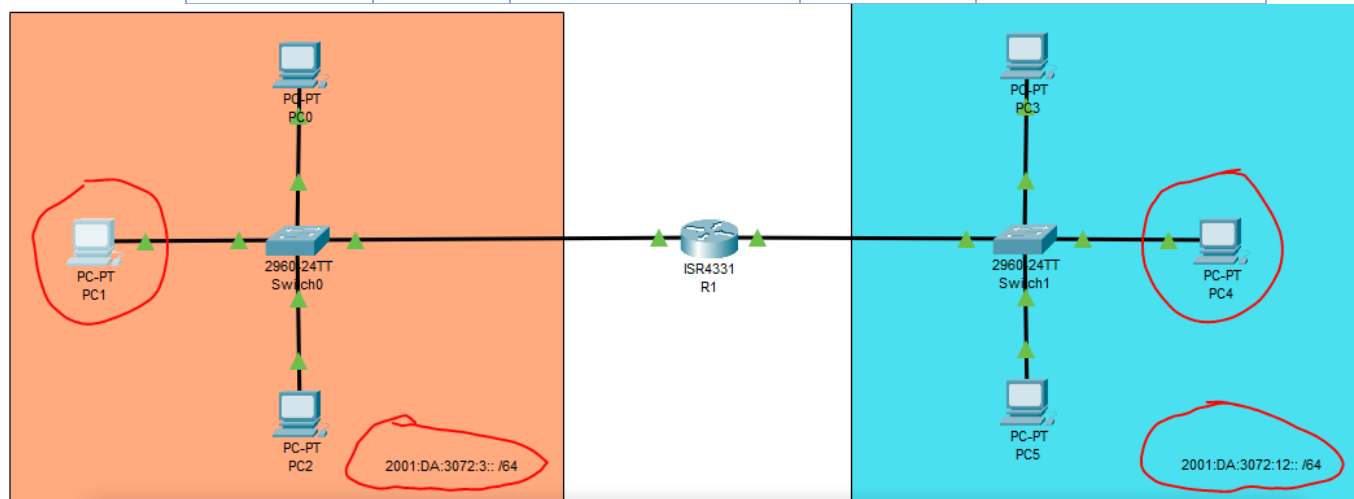 PC-PT
PC0
PC-PT
PC3
PC-PT
PC1
2960-24TT
Switch0
ISR4331
R1
2960-24TT
Switch1
PC-PT
PC4
PC-PT
PC2
2001:DA:3072:3:: /64
PC-PT
PC5
2001:DA:3072:12:: /64